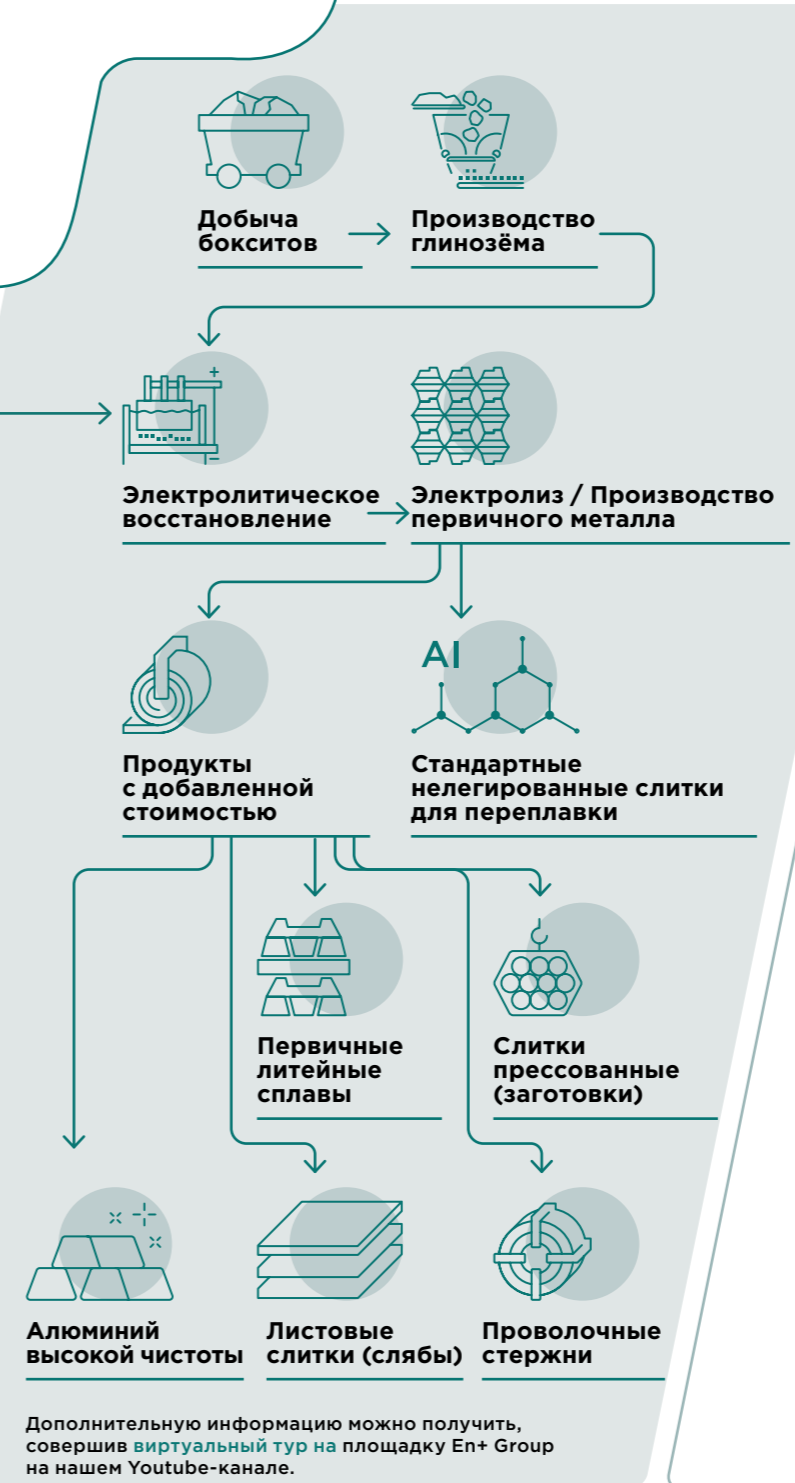 Добыча
бокситов
Производство
глинозёма
+
−
Электролитическое
восстановление
Электролиз / Производство
первичного металла
Al
Продукты
с добавленной
стоимостью
Стандартные
нелегированные слитки
для переплавки
Первичные
литейные
сплавы
Слитки
прессованные
(заготовки)
Алюминий
высокой чистоты
Листовые
слитки (слябы)
Проволочные
стержни
Дополнительную информацию можно получить,
совершив виртуальный тур на площадку En+ Group
на нашем Youtube-канале.